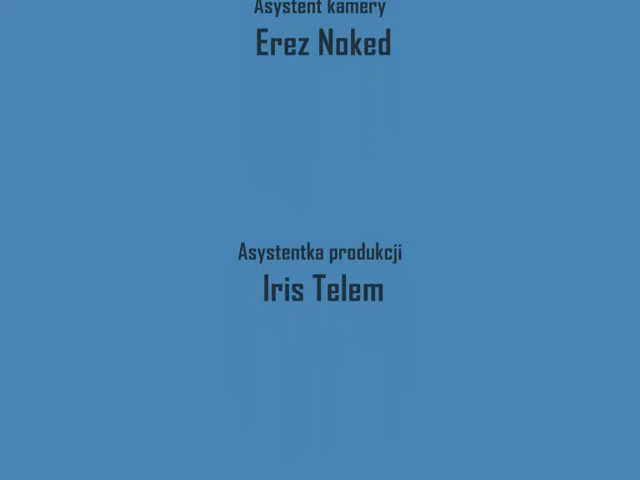 Asystent kamery
Erez Noked
Asystentka produkcji
Iris Telem